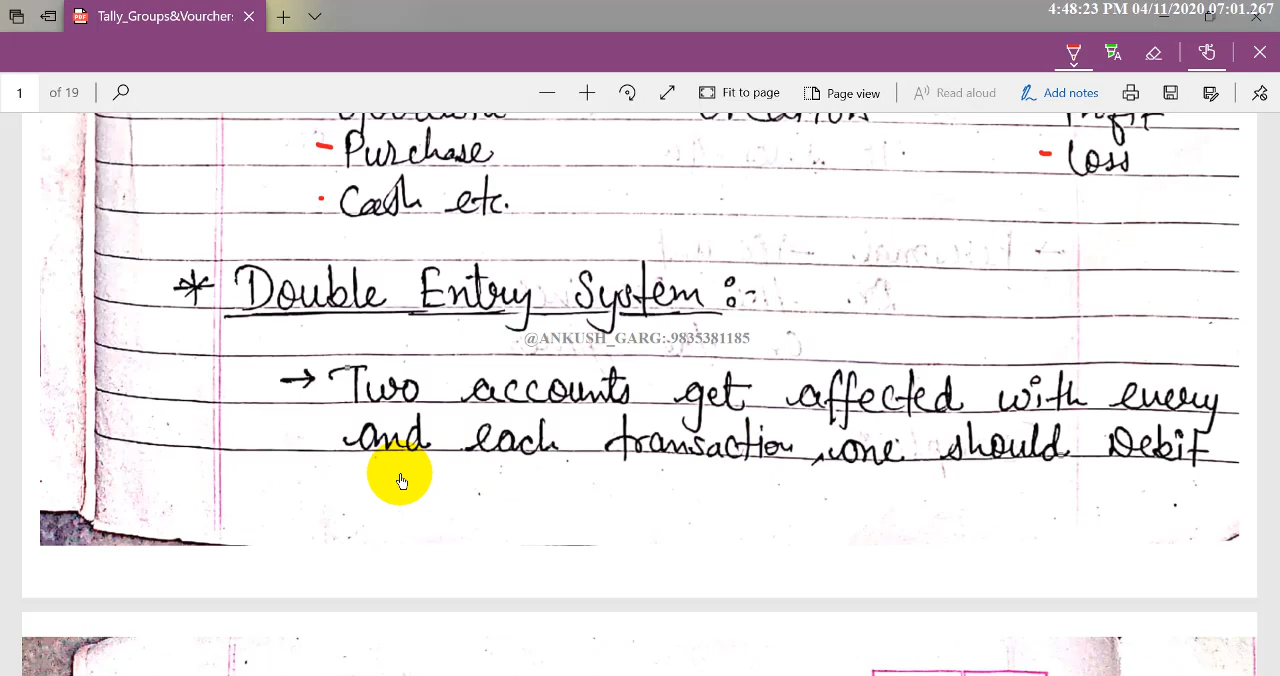 Tally_Groups&Vourcher:
4:48:23 PM 04/11/2020 07:01.267
1 of 19
Fit to page
Page view
Read aloud
Add notes
Profit
- Purchase
- Loss
· Cash etc.
* Double Entry System :-
@ANKUSH_GARG:.9835381185
→ Two accounts get affected with every
and each transaction, one should Debit